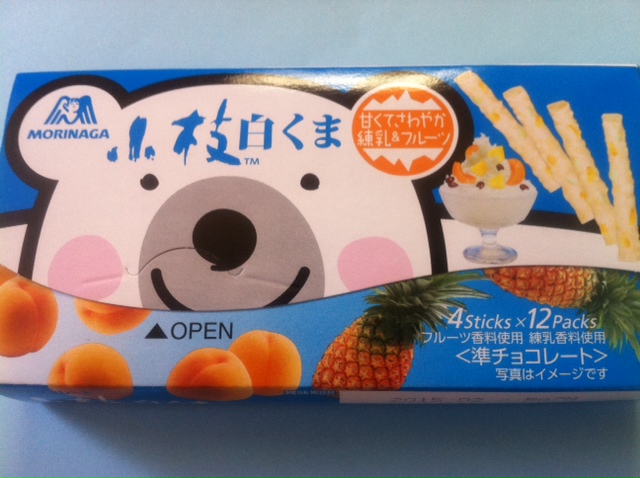 MORINAGA
小枝白くま™
甘くてさわやか
練乳&フルーツ
▲OPEN
4Sticks×12Packs
フルーツ香料使用 練乳香料使用
<準チョコレート>
写真はイメージです